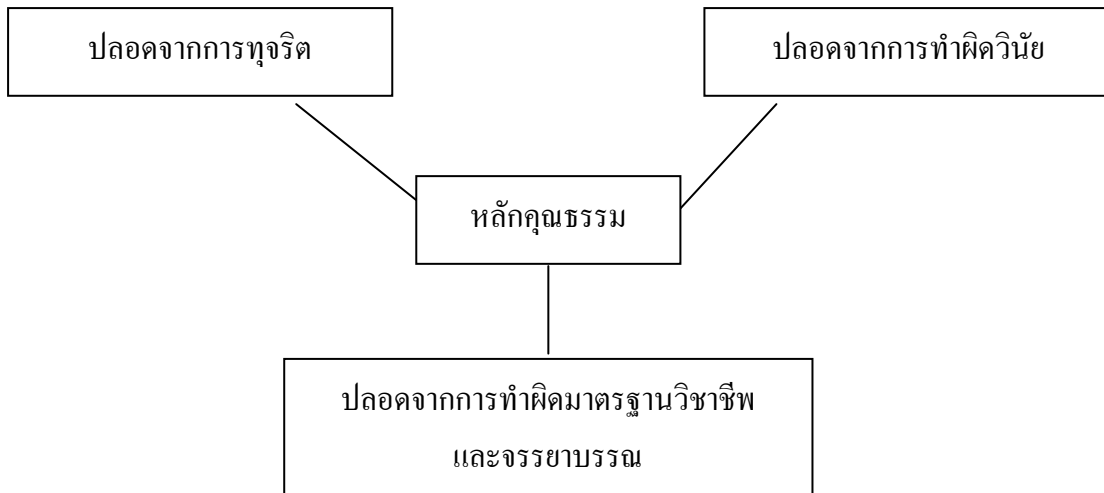 ปลอดจากการทุจริต
ปลอดจากการทำผิดวินัย
หลักคุณธรรม
ปลอดจากการทำผิดมาตรฐานวิชาชีพ
และจรรยาบรรณ